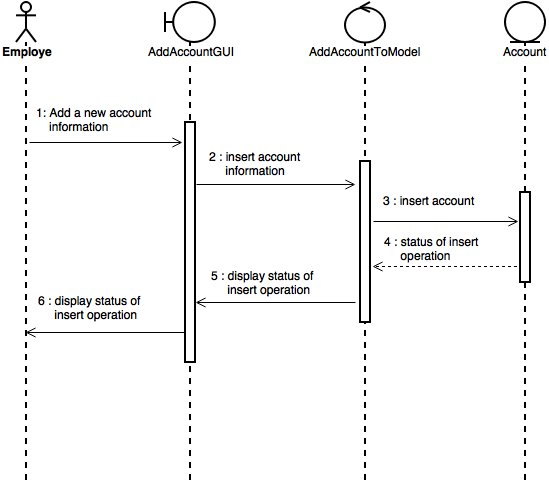 Employe
AddAccountGUI
AddAccountToModel
Account
1: Add a new account
information
2 : insert account
information
3 : insert account
4 : status of insert
operation
5 : display status of
insert operation
6 : display status of
insert operation